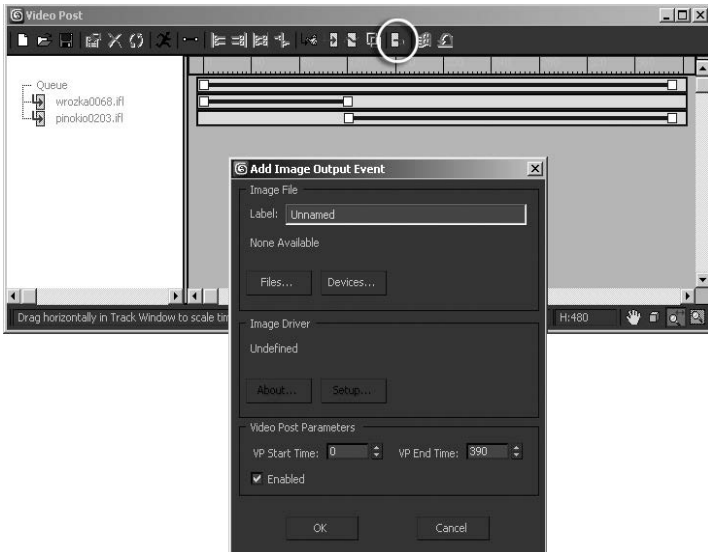 Video Post
Queue
wrozka0068.ifl
pinokio0203.ifl
Add Image Output Event
Image File
Label: Unnamed
None Available
Files... Devices...
Image Driver
Undefined
About... Setup...
Video Post Parameters
VP Start Time: 0 VP End Time: 390
Enabled
OK Cancel
Drag horizontally in Track Window to scale tim
H:480